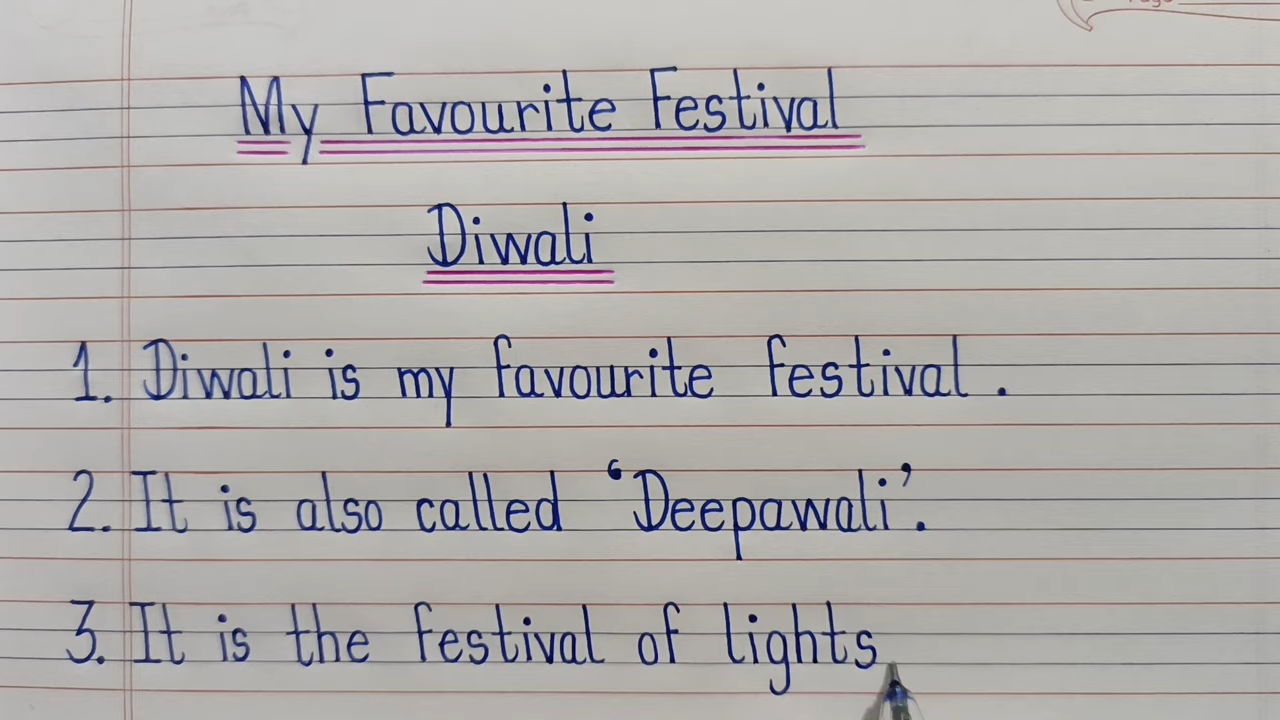 My Favourite Festival
Diwali
1. Diwali is my favourite festival.
2. It is also called ‘Deepawali’.
3. It is the festival of lights